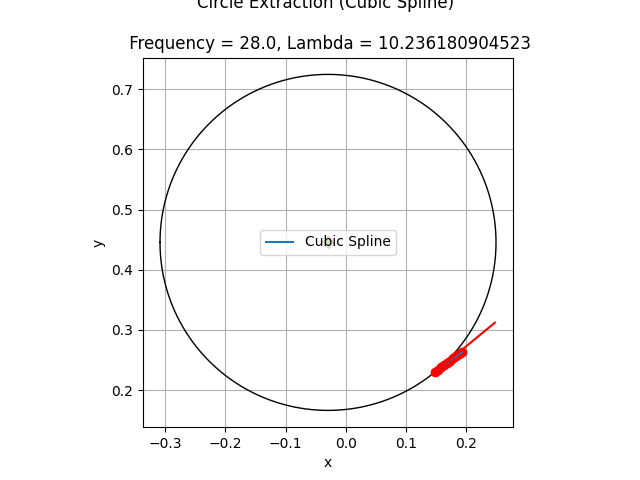 Circle Extraction (Cubic Spline)
Frequency = 28.0, Lambda = 10.236180904523
0.7
0.6
0.5
0.4
0.3
0.2
y
Cubic Spline
−0.3 −0.2 −0.1 0.0 0.1 0.2
x